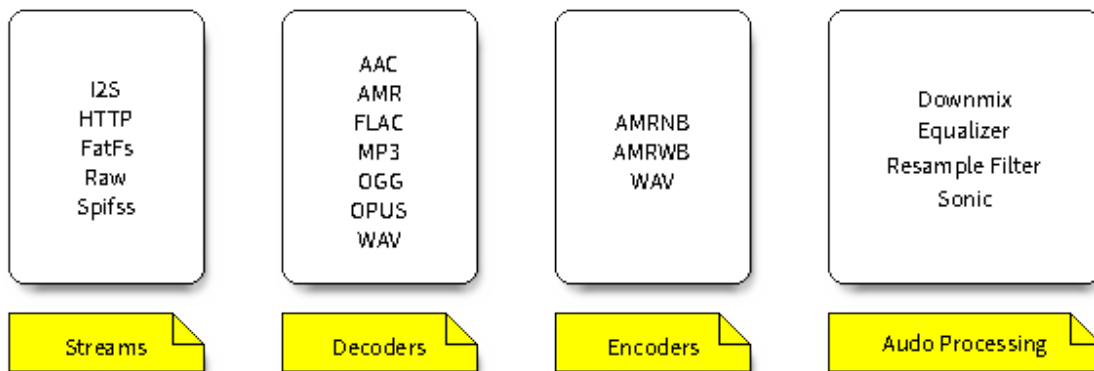 I2S
HTTP
FatFs
Raw
Spifss
Streams
AAC
AMR
FLAC
MP3
OGG
OPUS
WAV
Decoders
AMRNB
AMRWB
WAV
Encoders
Downmix
Equalizer
Resample Filter
Sonic
Audo Processing